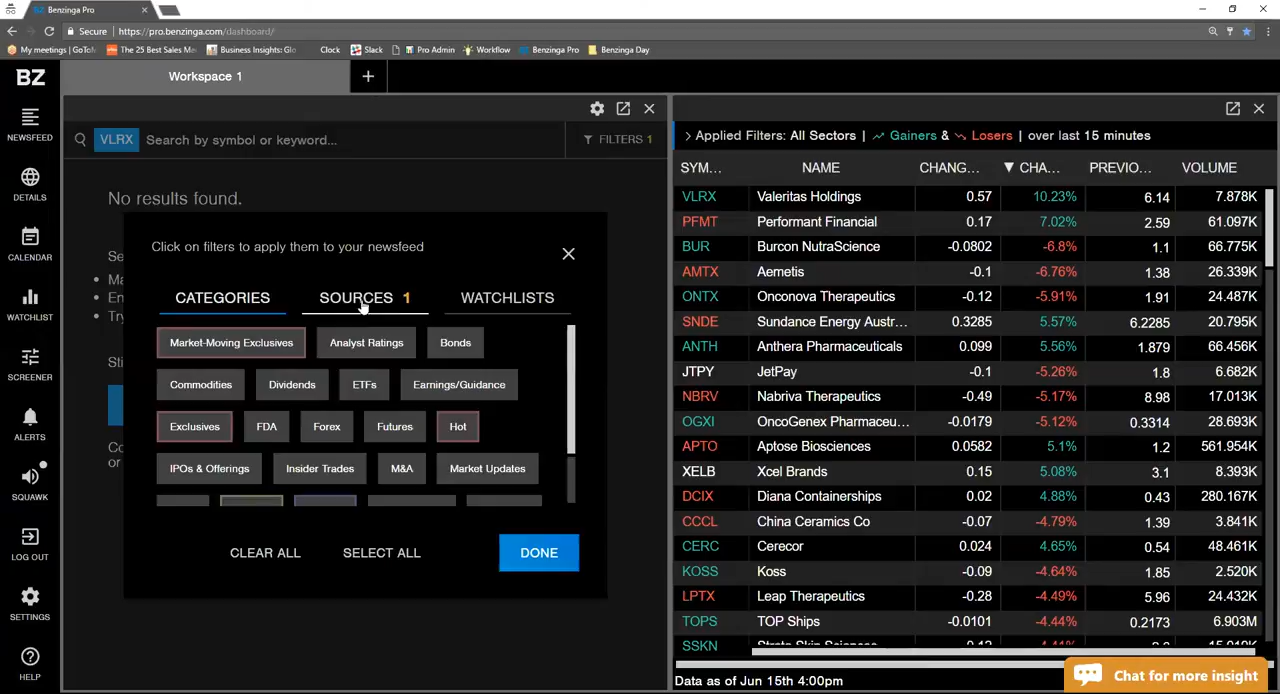 Benzinga Pro
Secure | https://pro.benzinga.com/dashboard/
My meetings | GoToM
The 25 Best Sales Me
Business Insights: Glo
Clock
Slack
Pro Admin
Workflow
Benzinga Pro
Benzinga Day
BZ
Workspace 1
+
NEWSFEED
DETAILS
CALENDAR
WATCHLIST
SCREENER
ALERTS
SQUAWK
LOG OUT
SETTINGS
HELP
VLRX Search by symbol or keyword...
FILTERS 1
No results found.
Se
Ma
En
Try
Sti
Co
or
Click on filters to apply them to your newsfeed
CATEGORIES SOURCES 1 WATCHLISTS
Market-Moving Exclusives Analyst Ratings Bonds
Commodities Dividends ETFs Earnings/Guidance
Exclusives FDA Forex Futures Hot
IPOs & Offerings Insider Trades M&A Market Updates
CLEAR ALL SELECT ALL DONE
> Applied Filters: All Sectors | Gainers & Losers | over last 15 minutes
SYM... NAME CHANG... ▼ CHA... PREVIO... VOLUME
VLRX Valeritas Holdings 0.57 10.23% 6.14 7.878K
PFMT Performant Financial 0.17 7.02% 2.59 61.097K
BUR Burcon NutraScience -0.0802 -6.8% 1.1 66.775K
AMTX Aemetis -0.1 -6.76% 1.38 26.339K
ONTX Onconova Therapeutics -0.12 -5.91% 1.91 24.487K
SNDE Sundance Energy Austr... 0.3285 5.57% 6.2285 20.795K
ANTH Anthera Pharmaceuticals 0.099 5.56% 1.879 66.456K
JTPY JetPay -0.1 -5.26% 1.8 6.682K
NBRV Nabriva Therapeutics -0.49 -5.17% 8.98 17.013K
OGXI OncoGenex Pharmaceu... -0.0179 -5.12% 0.3314 28.693K
APTO Aptose Biosciences 0.0582 5.1% 1.2 561.954K
XELB Xcel Brands 0.15 5.08% 3.1 8.393K
DCIX Diana Containerships 0.02 4.88% 0.43 280.167K
CCCL China Ceramics Co -0.07 -4.79% 1.39 3.841K
CERC Cerecor 0.024 4.65% 0.54 48.461K
KOSS Koss -0.09 -4.64% 1.85 2.520K
LPTX Leap Therapeutics -0.28 -4.49% 5.96 24.432K
TOPS TOP Ships -0.0101 -4.44% 0.2173 6.903M
SSKN
Data as of Jun 15th 4:00pm
Chat for more insight